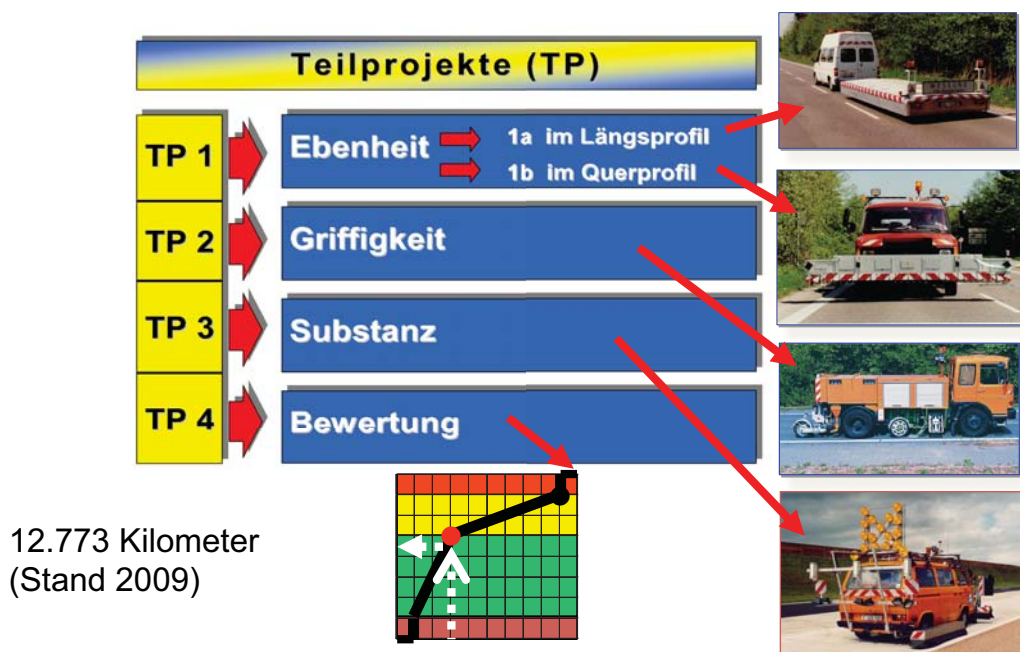 Teilprojekte (TP)
TP 1
Ebenheit
1a im Längsprofil
1b im Querprofil
TP 2
Griffigkeit
TP 3
Substanz
TP 4
Bewertung
12.773 Kilometer
(Stand 2009)